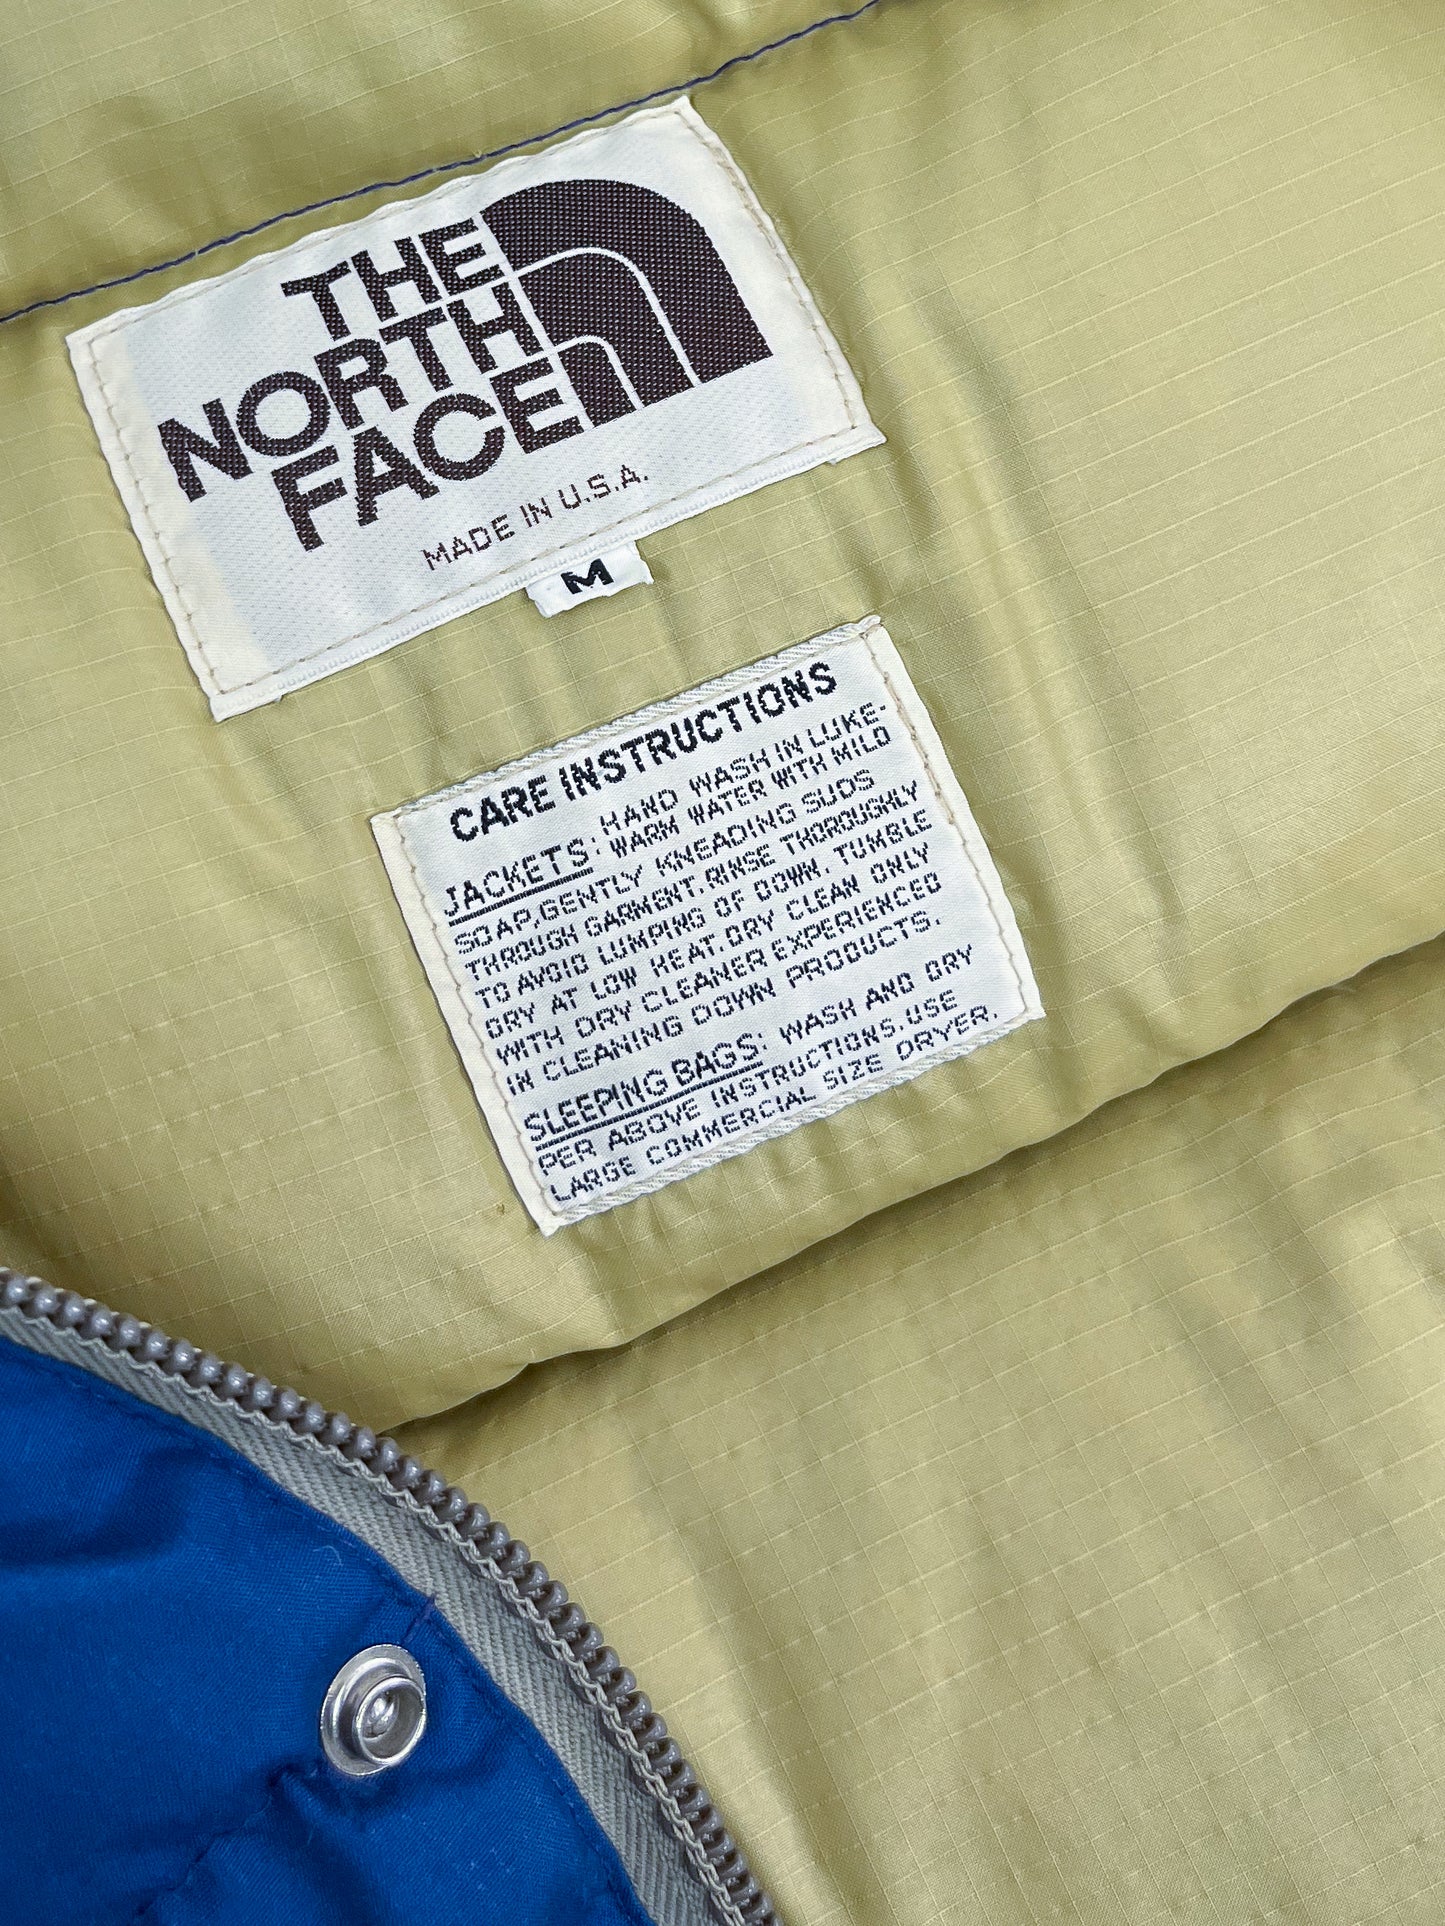 THE
NORTH
FACE
MADE IN U.S.A.
M
CARE INSTRUCTIONS
JACKETS: HAND WASH IN LUKE-
WARM WATER WITH MILD
SOAP, GENTLY KNEADING SUDS
THROUGH GARMENT. RINSE THOROUGHLY
TO AVOID LUMPING OF DOWN. TUMBLE
DRY AT LOW HEAT. DRY CLEAN ONLY
WITH DRY CLEANER EXPERIENCED
IN CLEANING DOWN PRODUCTS.
SLEEPING BAGS: WASH AND DRY
PER ABOVE INSTRUCTIONS. USE
LARGE COMMERCIAL SIZE DRYER.